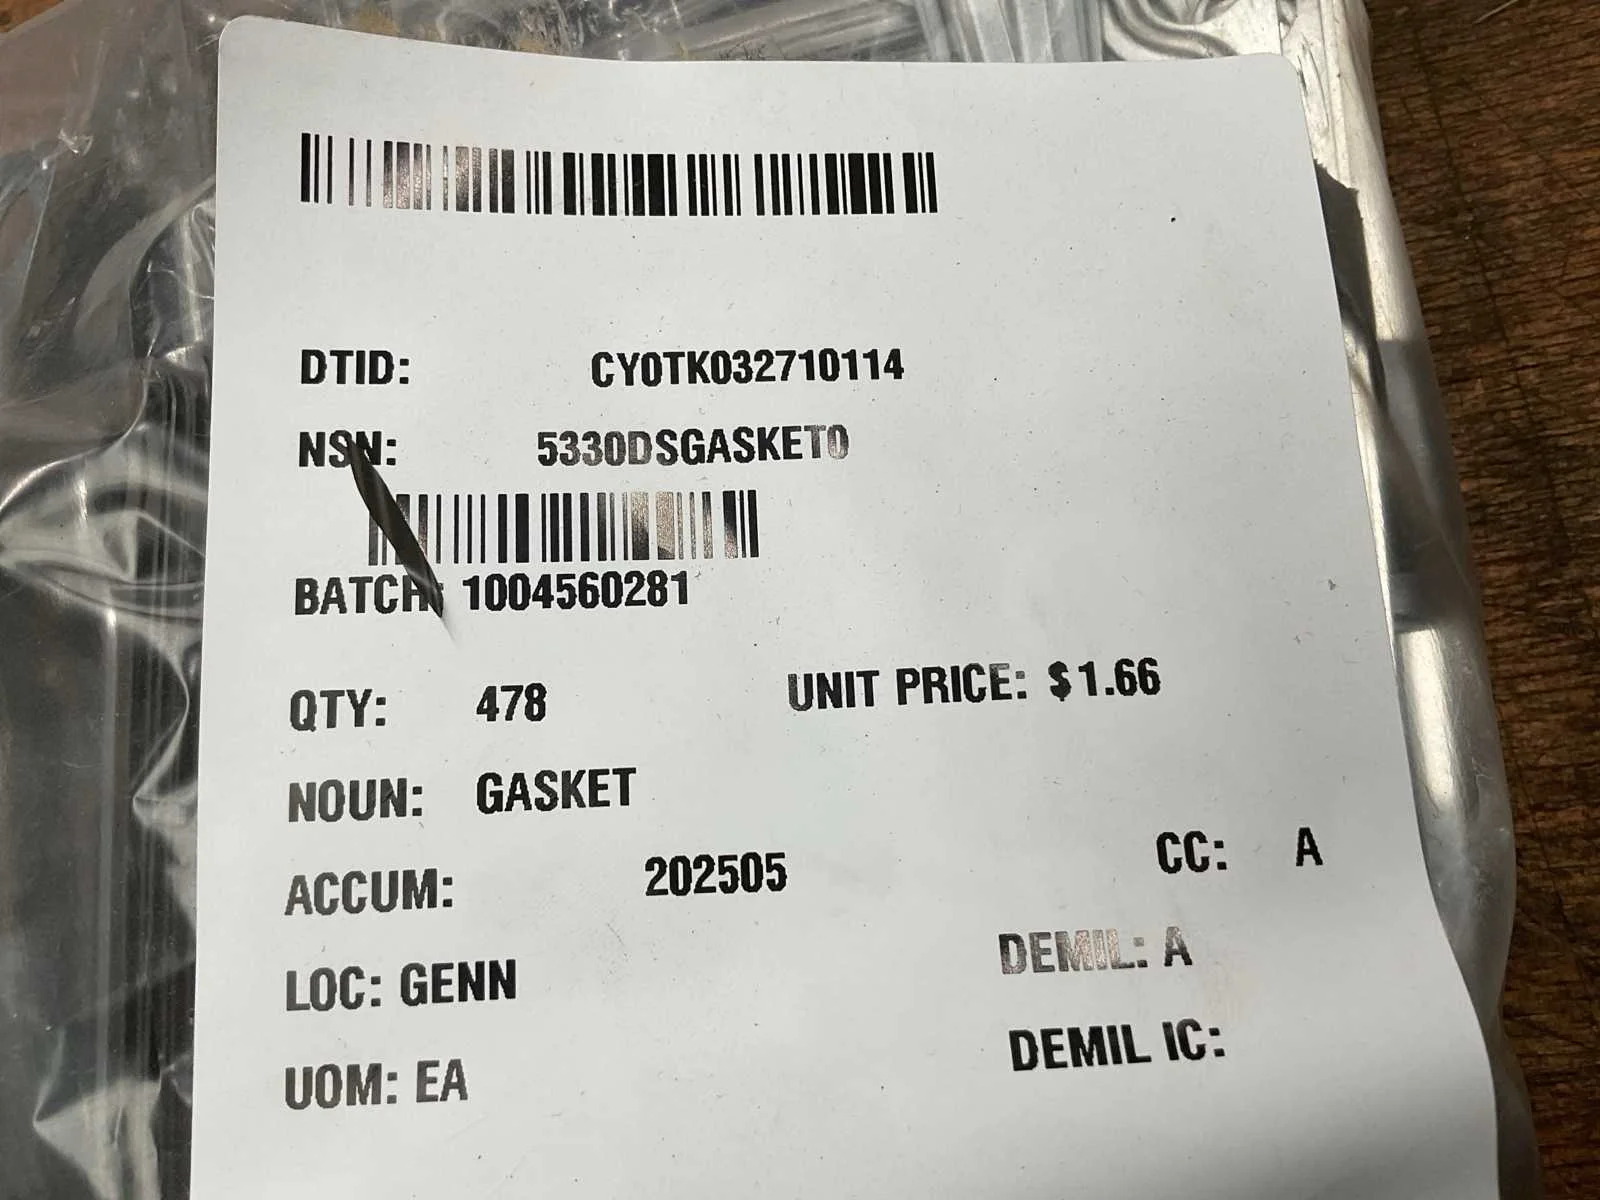 DTID: CY0TK032710114
NSN: 5330DSGASKET0
BATCH: 1004560281
QTY: 478 UNIT PRICE: $1.66
NOUN: GASKET
ACCUM: 202505 CC: A
LOC: GENN DEMIL: A
UOM: EA DEMIL IC: